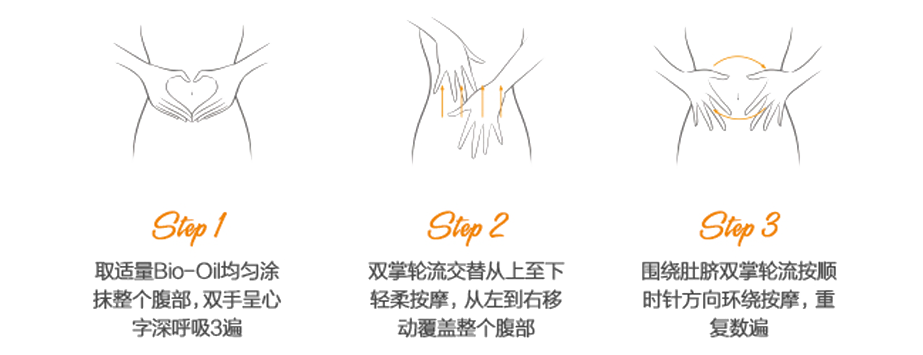 Step 1
取适量Bio-Oil均匀涂
抹整个腹部，双手呈心
字深呼吸3遍
Step 2
双掌轮流交替从上至下
轻柔按摩，从左到右移
动覆盖整个腹部
Step 3
围绕肚脐双掌轮流按顺
时针方向环绕按摩，重
复数遍